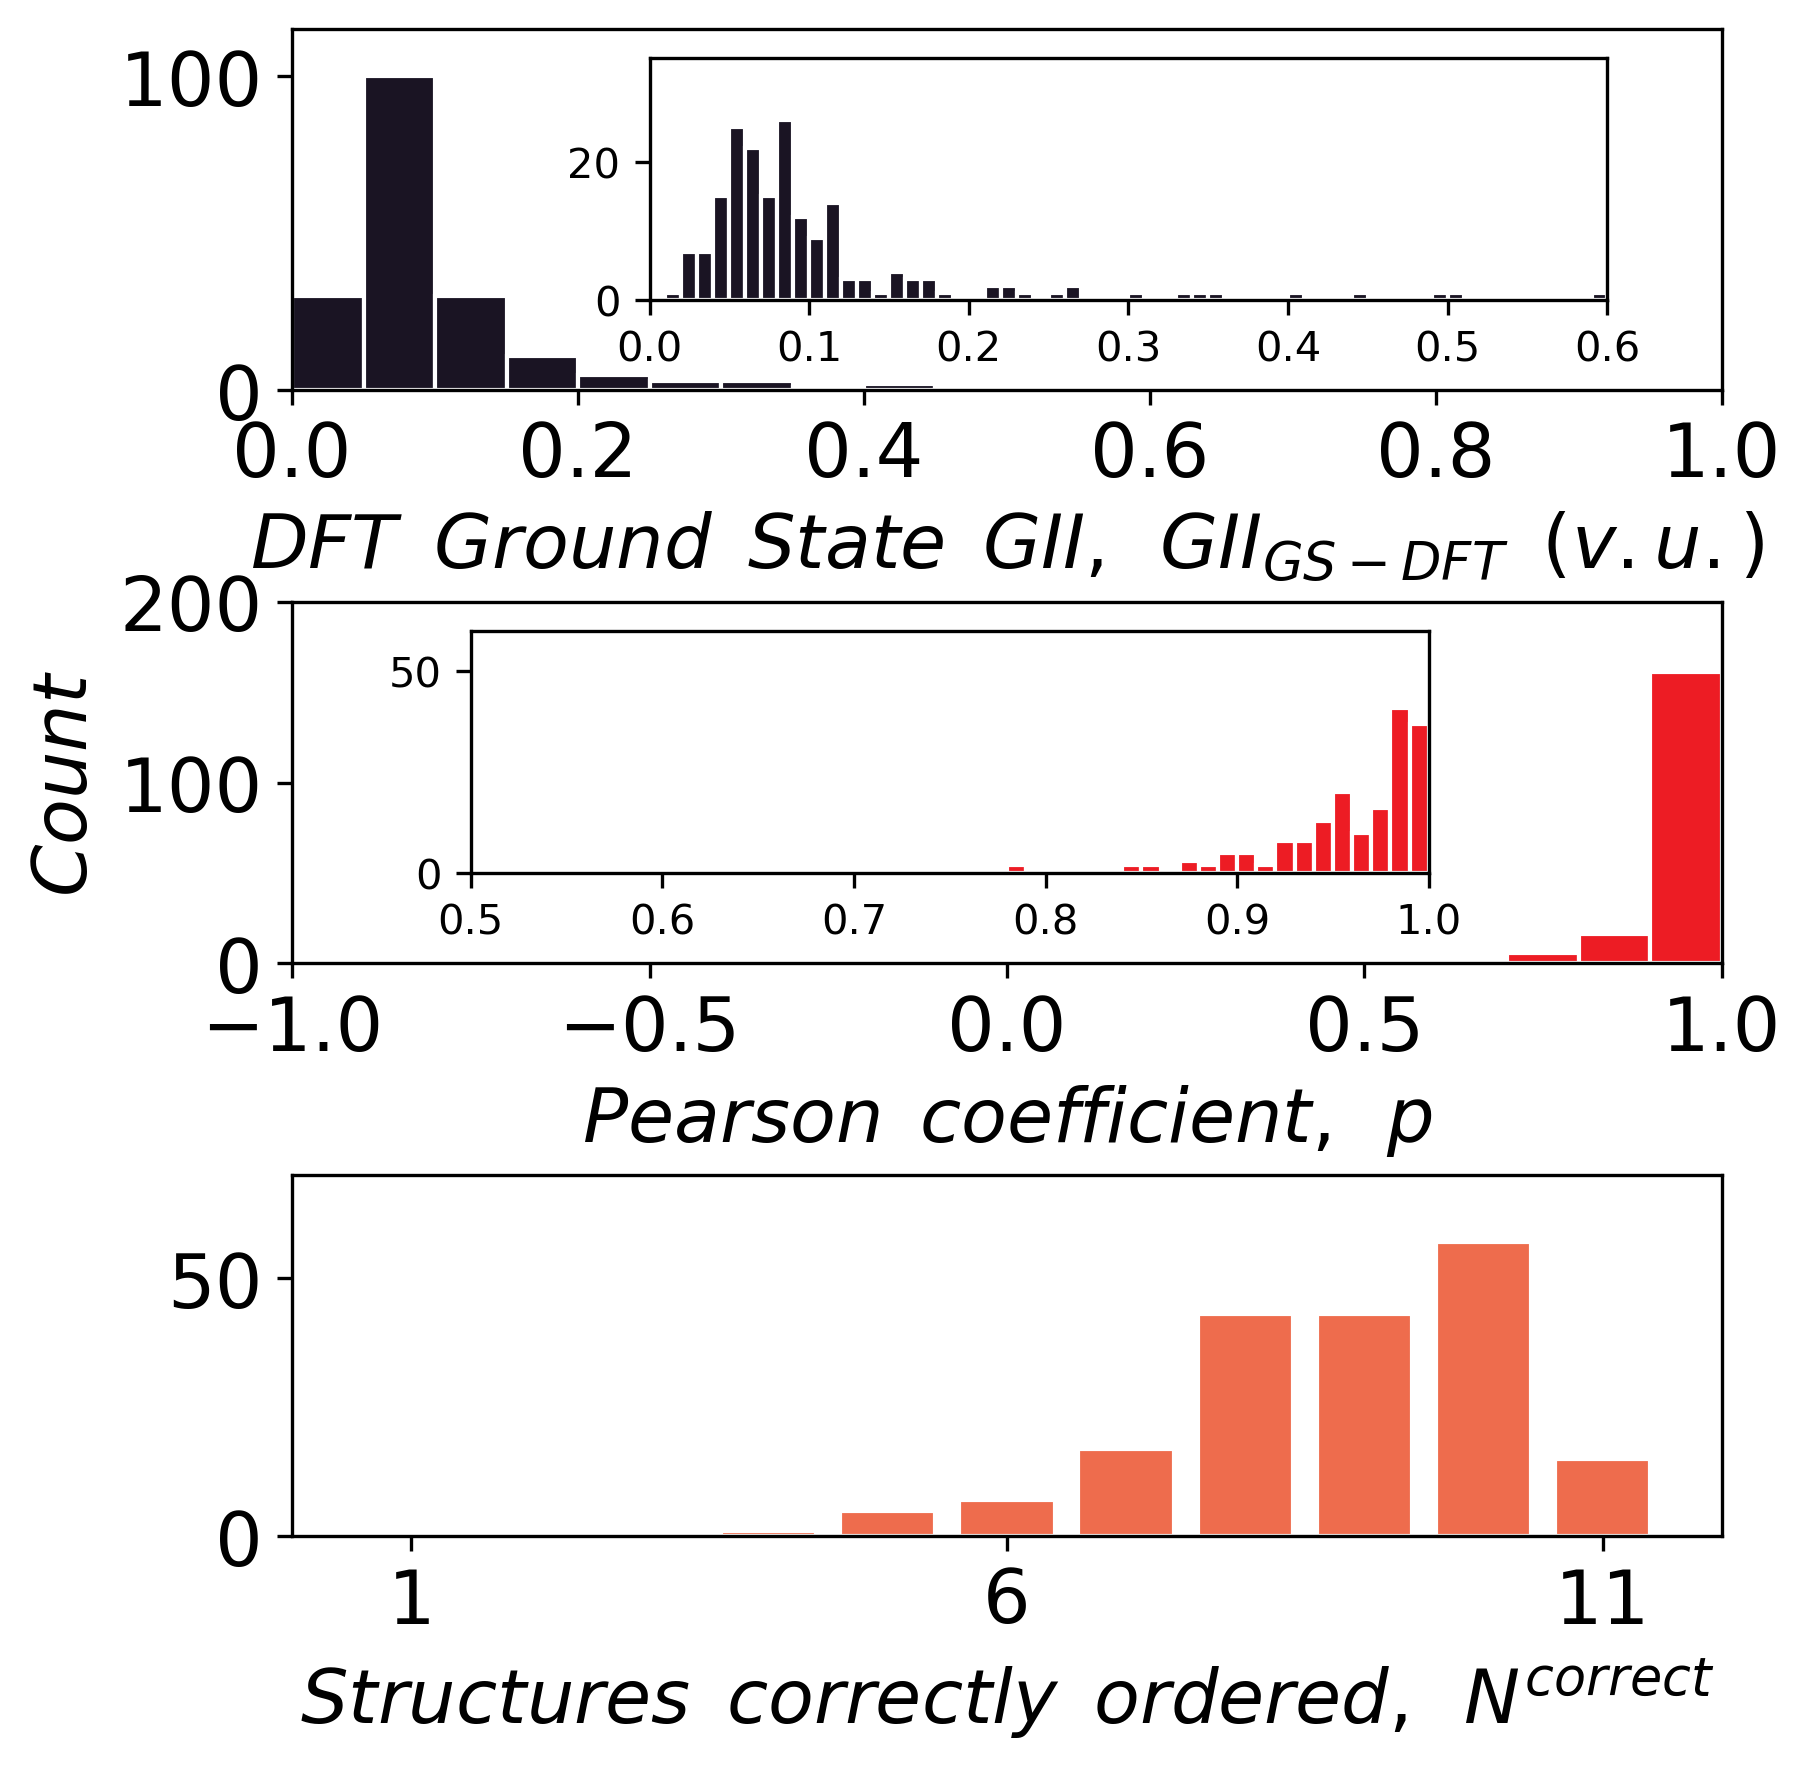 100
20
0
0.0 0.1 0.2 0.3 0.4 0.5 0.6
0
0.0 0.2 0.4 0.6 0.8 1.0
DFT Ground State GII, GII_{GS−DFT} (v.u.)
200
50
Count
100
0
0.5 0.6 0.7 0.8 0.9 1.0
0
−1.0 −0.5 0.0 0.5 1.0
Pearson coefficient, p
50
0
1 6 11
Structures correctly ordered, N^{correct}